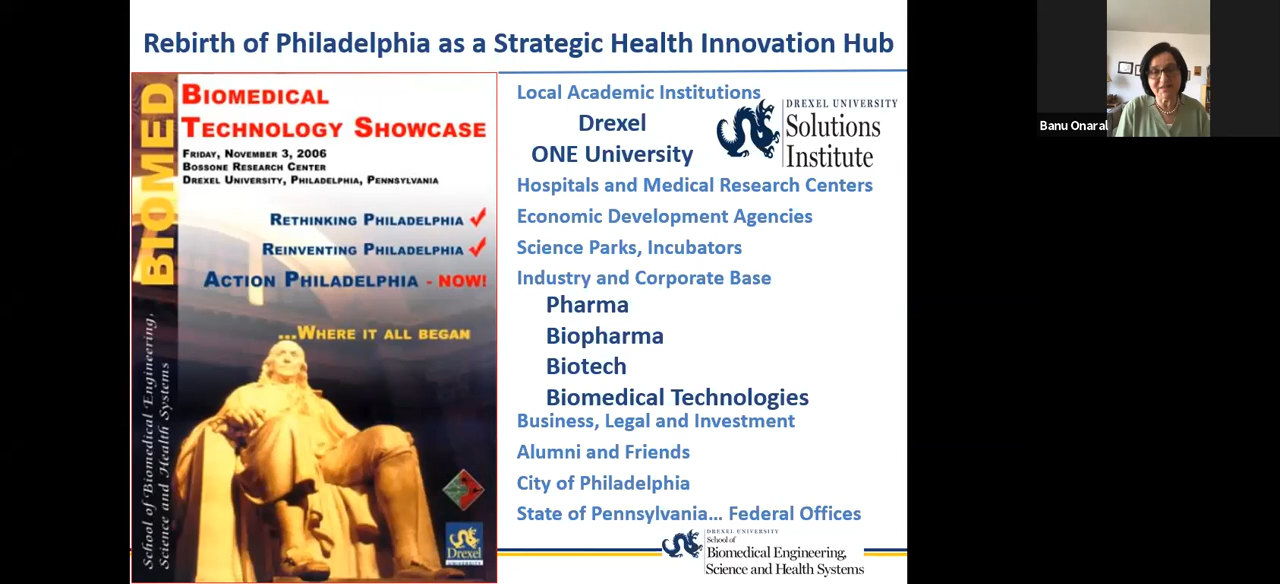 Rebirth of Philadelphia as a Strategic Health Innovation Hub
BIOMED
School of Biomedical Engineering,
Science and Health Systems
BIOMEDICAL
TECHNOLOGY SHOWCASE
FRIDAY, NOVEMBER 3, 2006
BOSSONE RESEARCH CENTER
DREXEL UNIVERSITY, PHILADELPHIA, PENNSYLVANIA
RETHINKING PHILADELPHIA
REINVENTING PHILADELPHIA
ACTION PHILADELPHIA - NOW!
...WHERE IT ALL BEGAN
Drexel
UNIVERSITY
Local Academic Institutions
Drexel
ONE University
DREXEL UNIVERSITY
Solutions
Institute
Hospitals and Medical Research Centers
Economic Development Agencies
Science Parks, Incubators
Industry and Corporate Base
Pharma
Biopharma
Biotech
Biomedical Technologies
Business, Legal and Investment
Alumni and Friends
City of Philadelphia
State of Pennsylvania... Federal Offices
DREXEL UNIVERSITY
School of
Biomedical Engineering,
Science and Health Systems
Banu Onaral